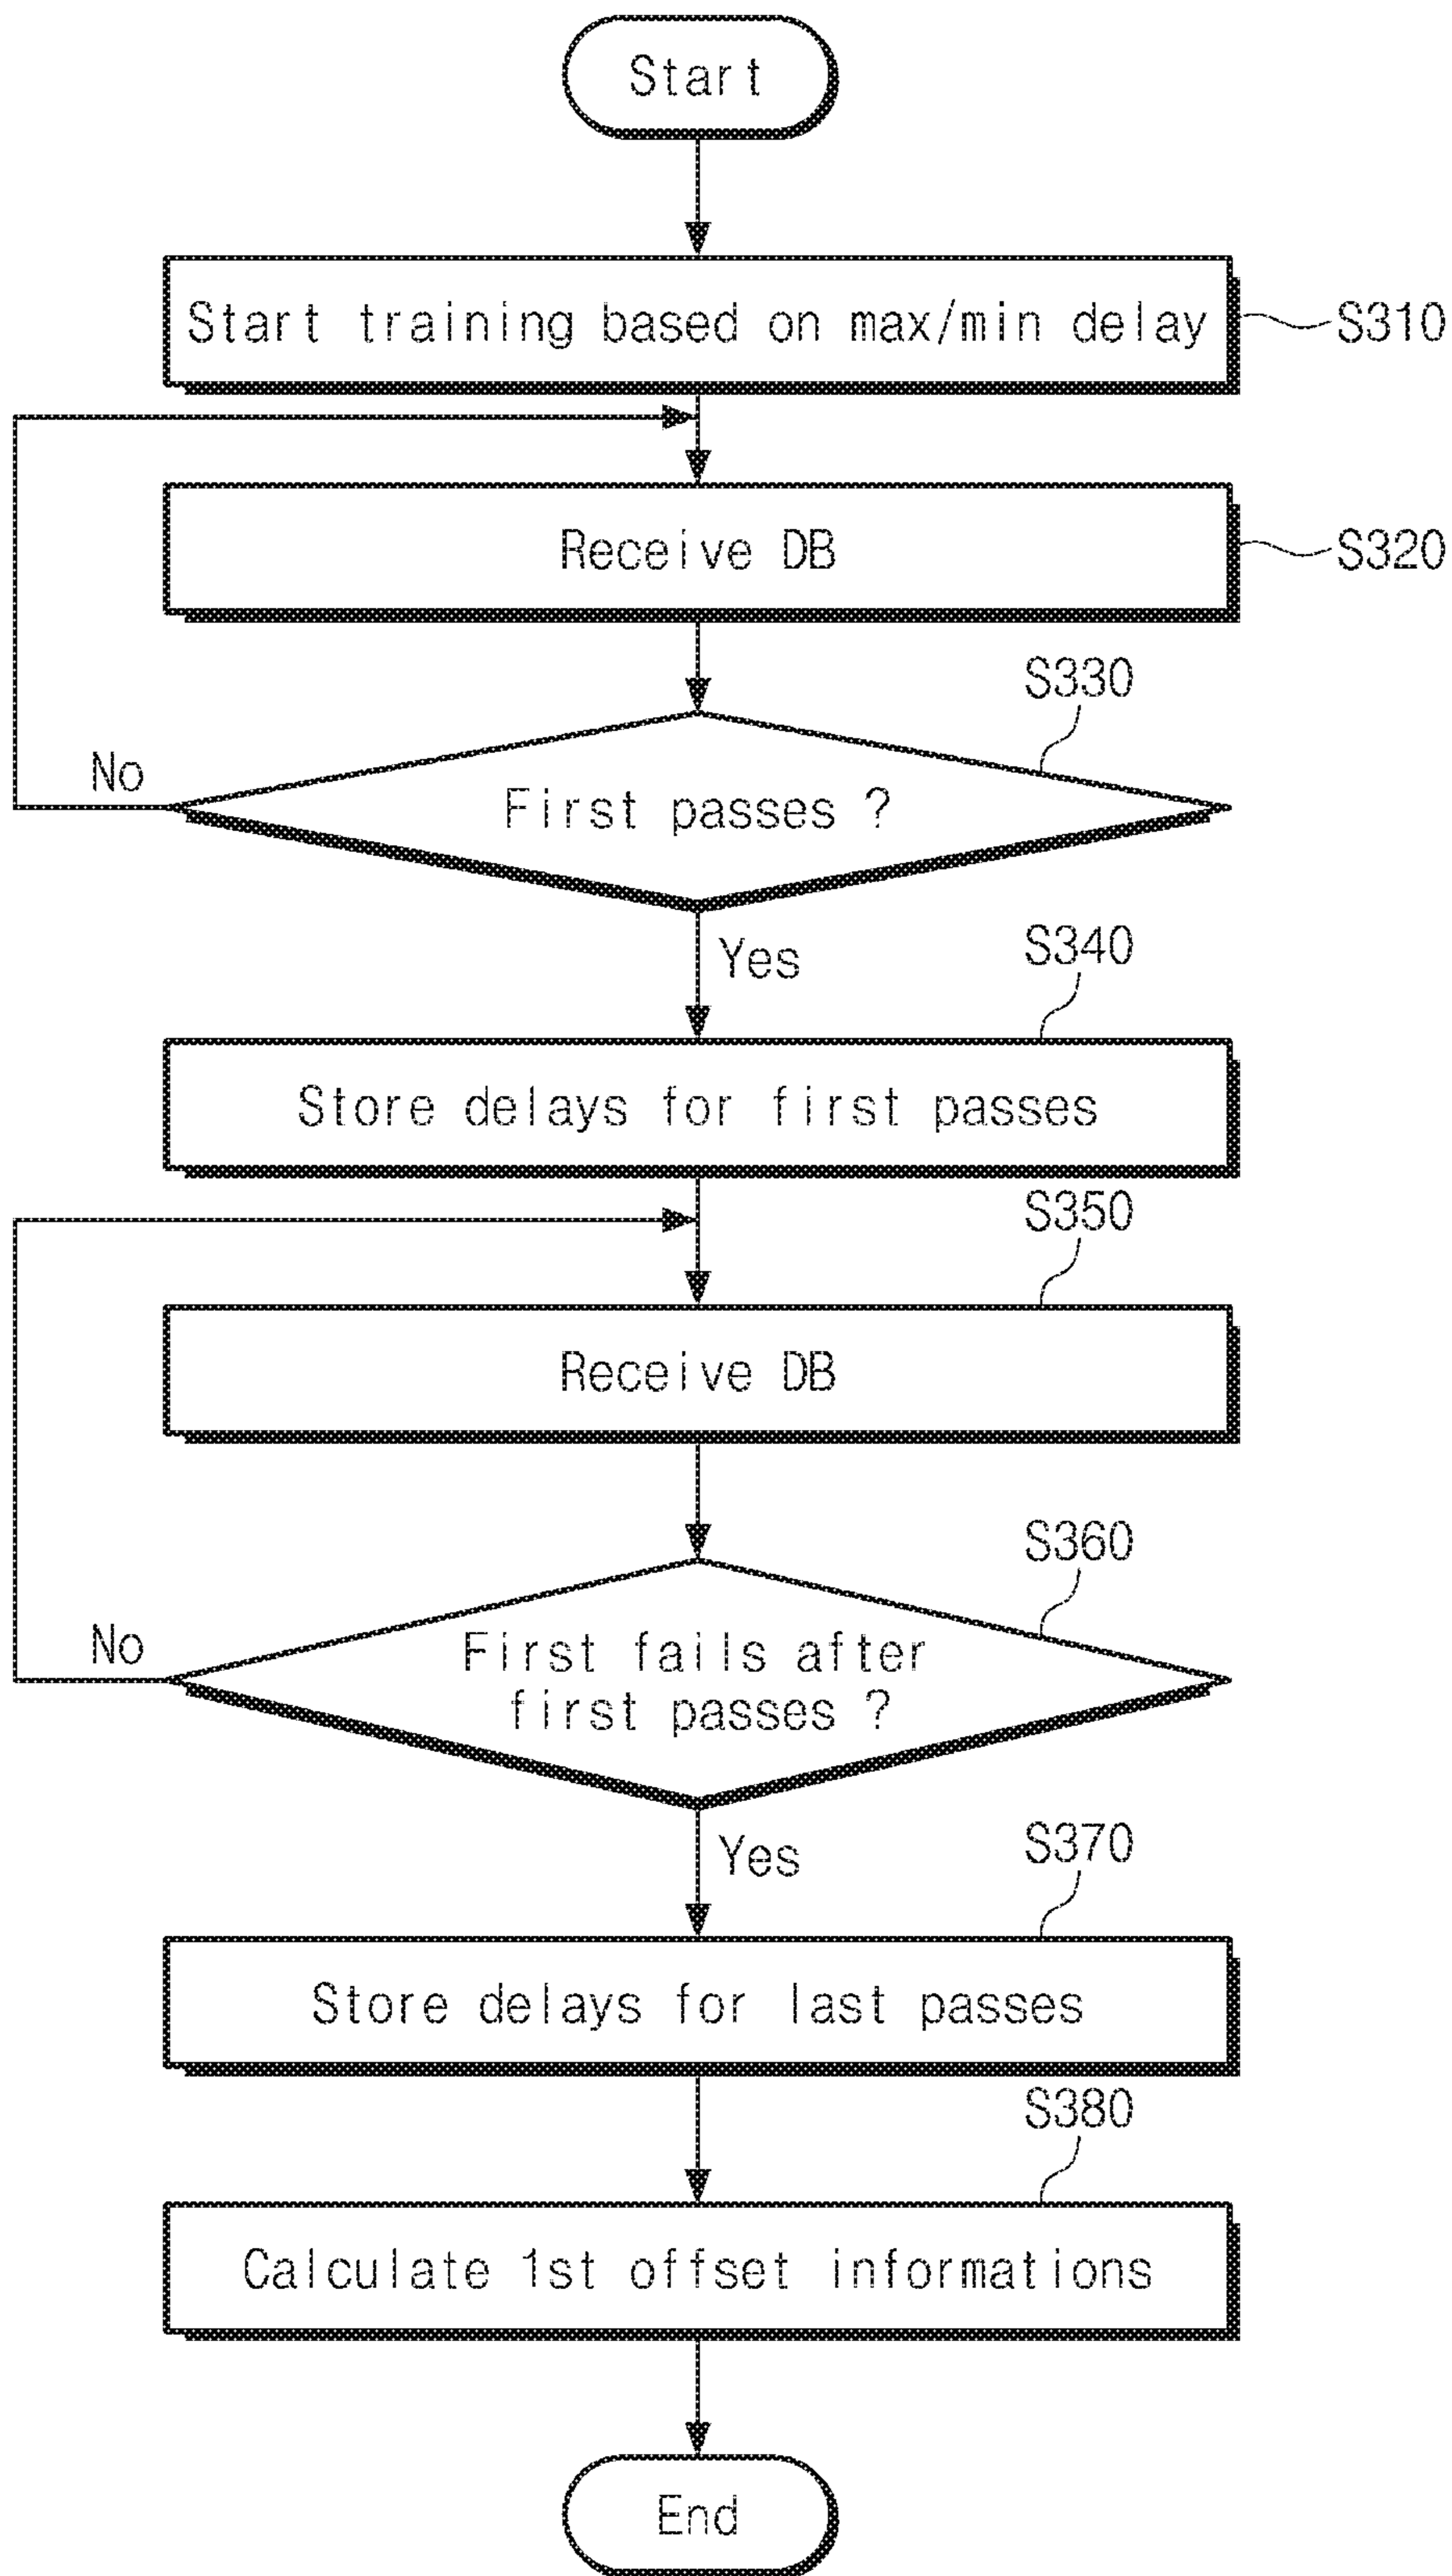 Start
Start training based on max/min delay
S310
Receive DB
S320
S330
No
First passes ?
Yes
S340
Store delays for first passes
S350
Receive DB
S360
No
First fails after
first passes ?
Yes
S370
Store delays for last passes
S380
Calculate 1st offset informations
End